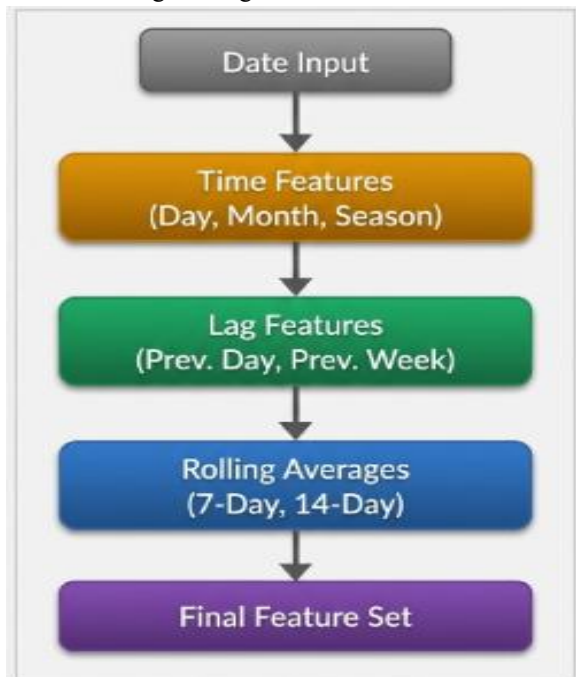 Date Input
Time Features
(Day, Month, Season)
Lag Features
(Prev. Day, Prev. Week)
Rolling Averages
(7-Day, 14-Day)
Final Feature Set